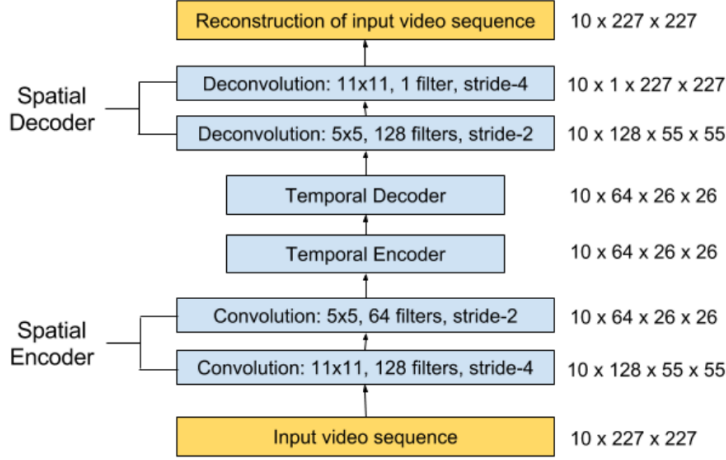 Reconstruction of input video sequence 10 x 227 x 227
Deconvolution: 11x11, 1 filter, stride-4 10 x 1 x 227 x 227
Spatial
Decoder
Deconvolution: 5x5, 128 filters, stride-2 10 x 128 x 55 x 55
Temporal Decoder 10 x 64 x 26 x 26
Temporal Encoder 10 x 64 x 26 x 26
Convolution: 5x5, 64 filters, stride-2 10 x 64 x 26 x 26
Spatial
Encoder
Convolution: 11x11, 128 filters, stride-4 10 x 128 x 55 x 55
Input video sequence 10 x 227 x 227